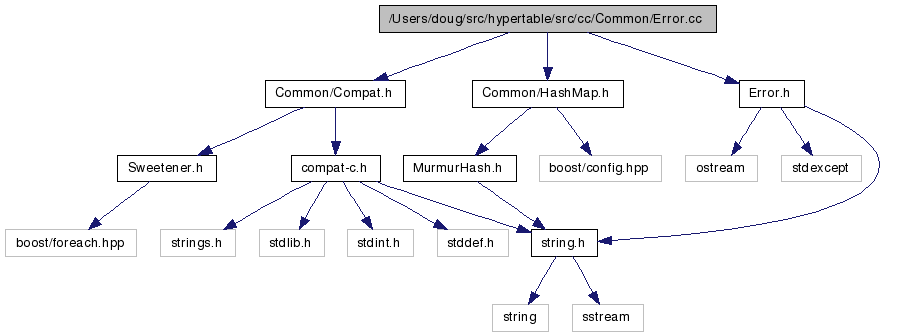 /Users/doug/src/hypertable/src/cc/Common/Error.cc
Common/Compat.h
Common/HashMap.h
Error.h
Sweetener.h
compat-c.h
MurmurHash.h
boost/config.hpp
ostream
stdexcept
boost/foreach.hpp
strings.h
stdlib.h
stdint.h
stddef.h
string.h
string
sstream